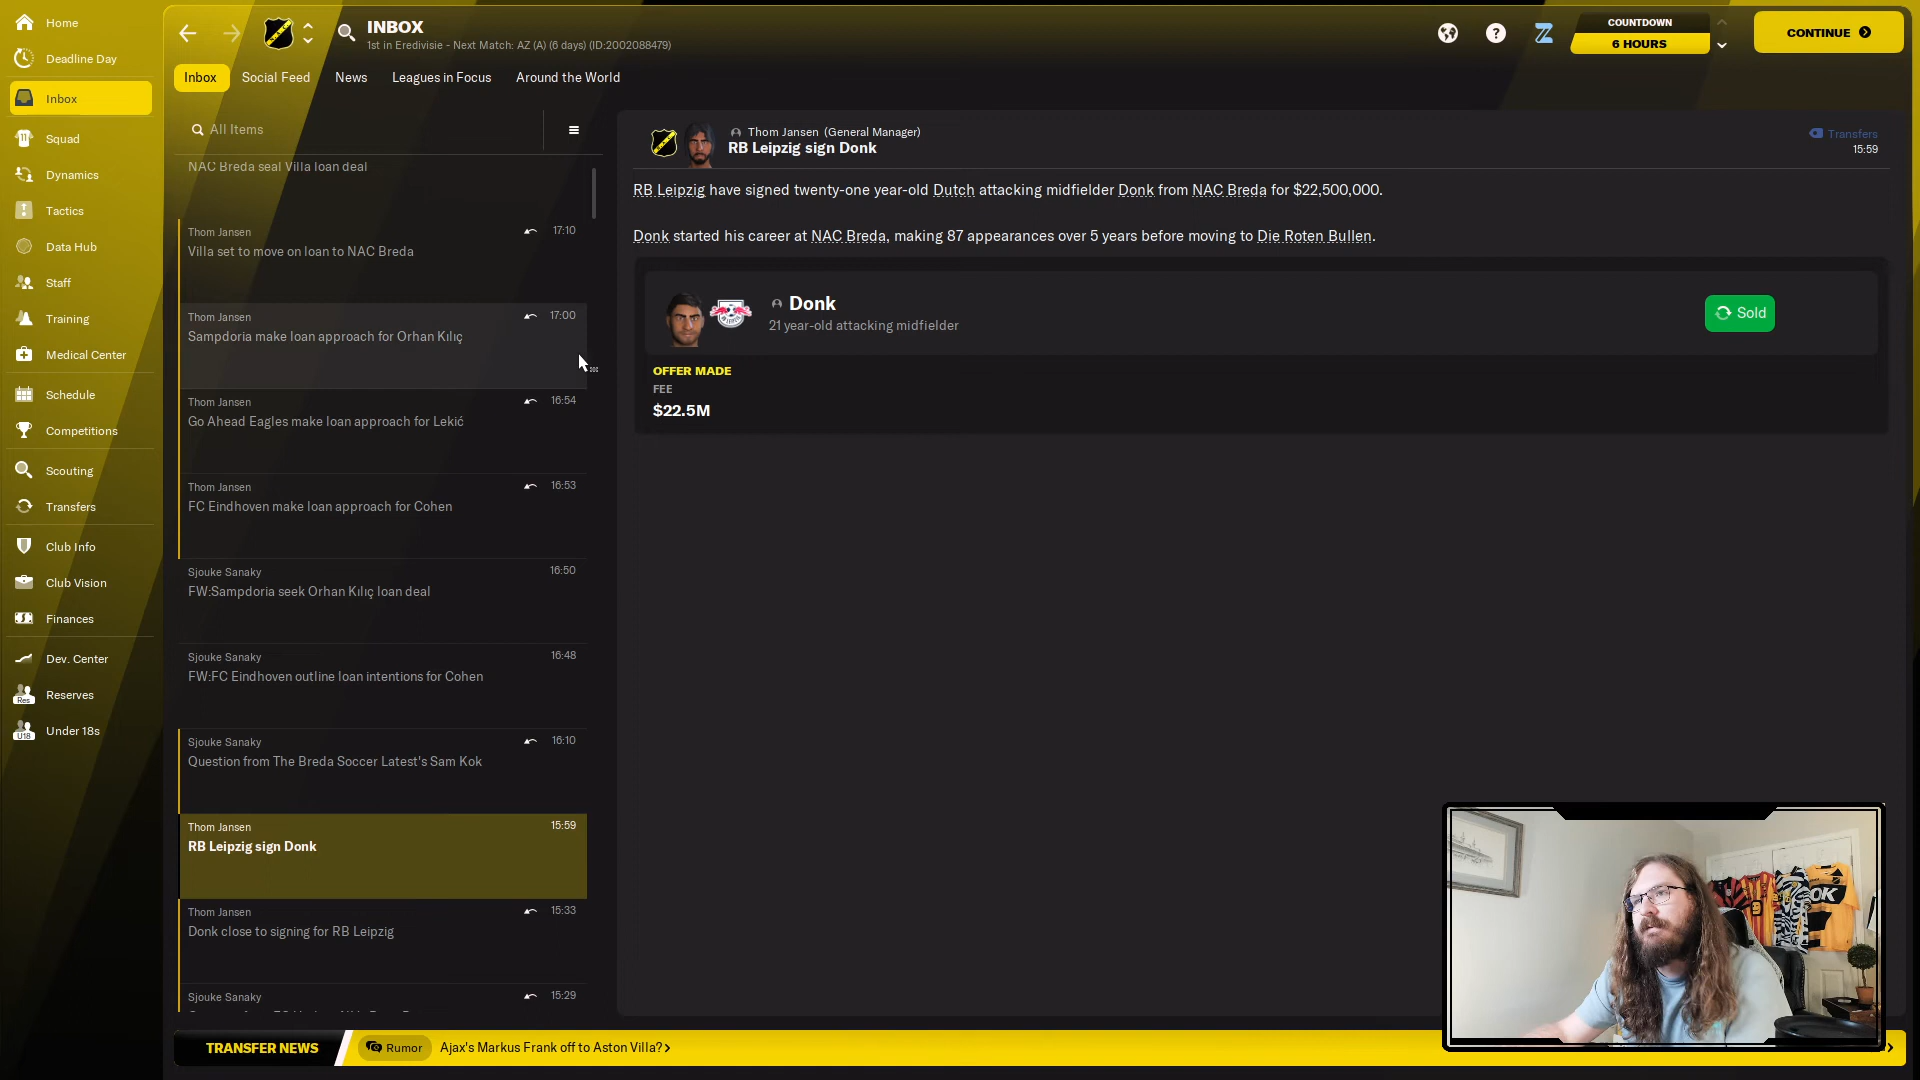 Home
Deadline Day
Inbox
Squad
Dynamics
Tactics
Data Hub
Staff
Training
Medical Center
Schedule
Competitions
Scouting
Transfers
Club Info
Club Vision
Finances
Dev. Center
Res
Reserves
U18
Under 18s
INBOX
1st in Eredivisie - Next Match: AZ (A) (6 days) (ID:2002088479)
COUNTDOWN
6 HOURS
CONTINUE
Inbox
Social Feed
News
Leagues in Focus
Around the World
All Items
NAC Breda seal Villa loan deal
Thom Jansen
17:10
Villa set to move on loan to NAC Breda
Thom Jansen
17:00
Sampdoria make loan approach for Orhan Kılıç
Thom Jansen
16:54
Go Ahead Eagles make loan approach for Lekić
Thom Jansen
16:53
FC Eindhoven make loan approach for Cohen
Sjouke Sanaky
16:50
FW:Sampdoria seek Orhan Kılıç loan deal
Sjouke Sanaky
16:48
FW:FC Eindhoven outline loan intentions for Cohen
Sjouke Sanaky
16:10
Question from The Breda Soccer Latest's Sam Kok
Thom Jansen
15:59
RB Leipzig sign Donk
Thom Jansen
15:33
Donk close to signing for RB Leipzig
Sjouke Sanaky
15:29
Thom Jansen (General Manager)
RB Leipzig sign Donk
Transfers
15:59
RB Leipzig have signed twenty-one year-old Dutch attacking midfielder Donk from NAC Breda for $22,500,000.
Donk started his career at NAC Breda, making 87 appearances over 5 years before moving to Die Roten Bullen.
Donk
21 year-old attacking midfielder
Sold
OFFER MADE
FEE
$22.5M
TRANSFER NEWS
Rumor
Ajax's Markus Frank off to Aston Villa?